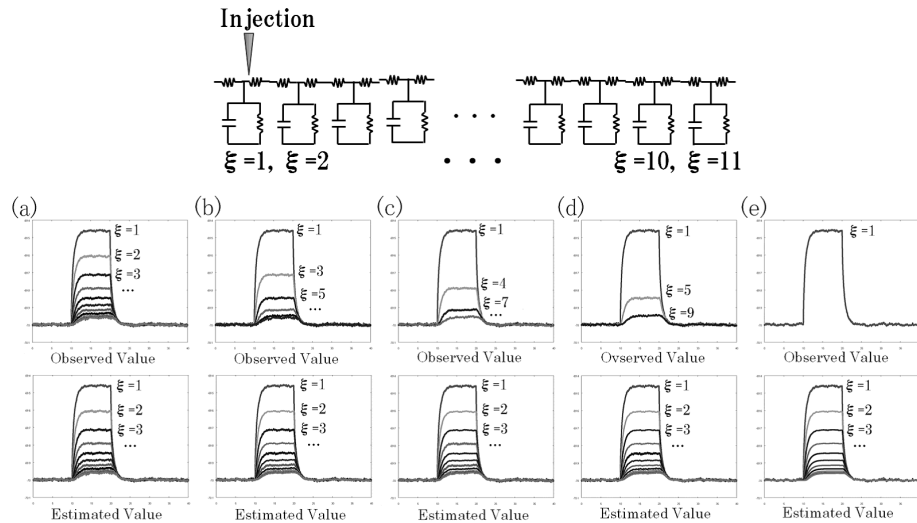 Injection
. . .
ξ=1, ξ=2
. . .
ξ=10, ξ=11
(a)
ξ=1
ξ=2
ξ=3
...
Observed Value
(b)
ξ=1
ξ=3
ξ=5
...
Observed Value
(c)
ξ=1
ξ=4
ξ=7
...
Observed Value
(d)
ξ=1
ξ=5
ξ=9
Ovserved Value
(e)
ξ=1
Observed Value
ξ=1
ξ=2
ξ=3
...
Estimated Value
ξ=1
ξ=2
ξ=3
...
Estimated Value
ξ=1
ξ=2
ξ=3
...
Estimated Value
ξ=1
ξ=2
ξ=3
...
Estimated Value
ξ=1
ξ=2
ξ=3
...
Estimated Value